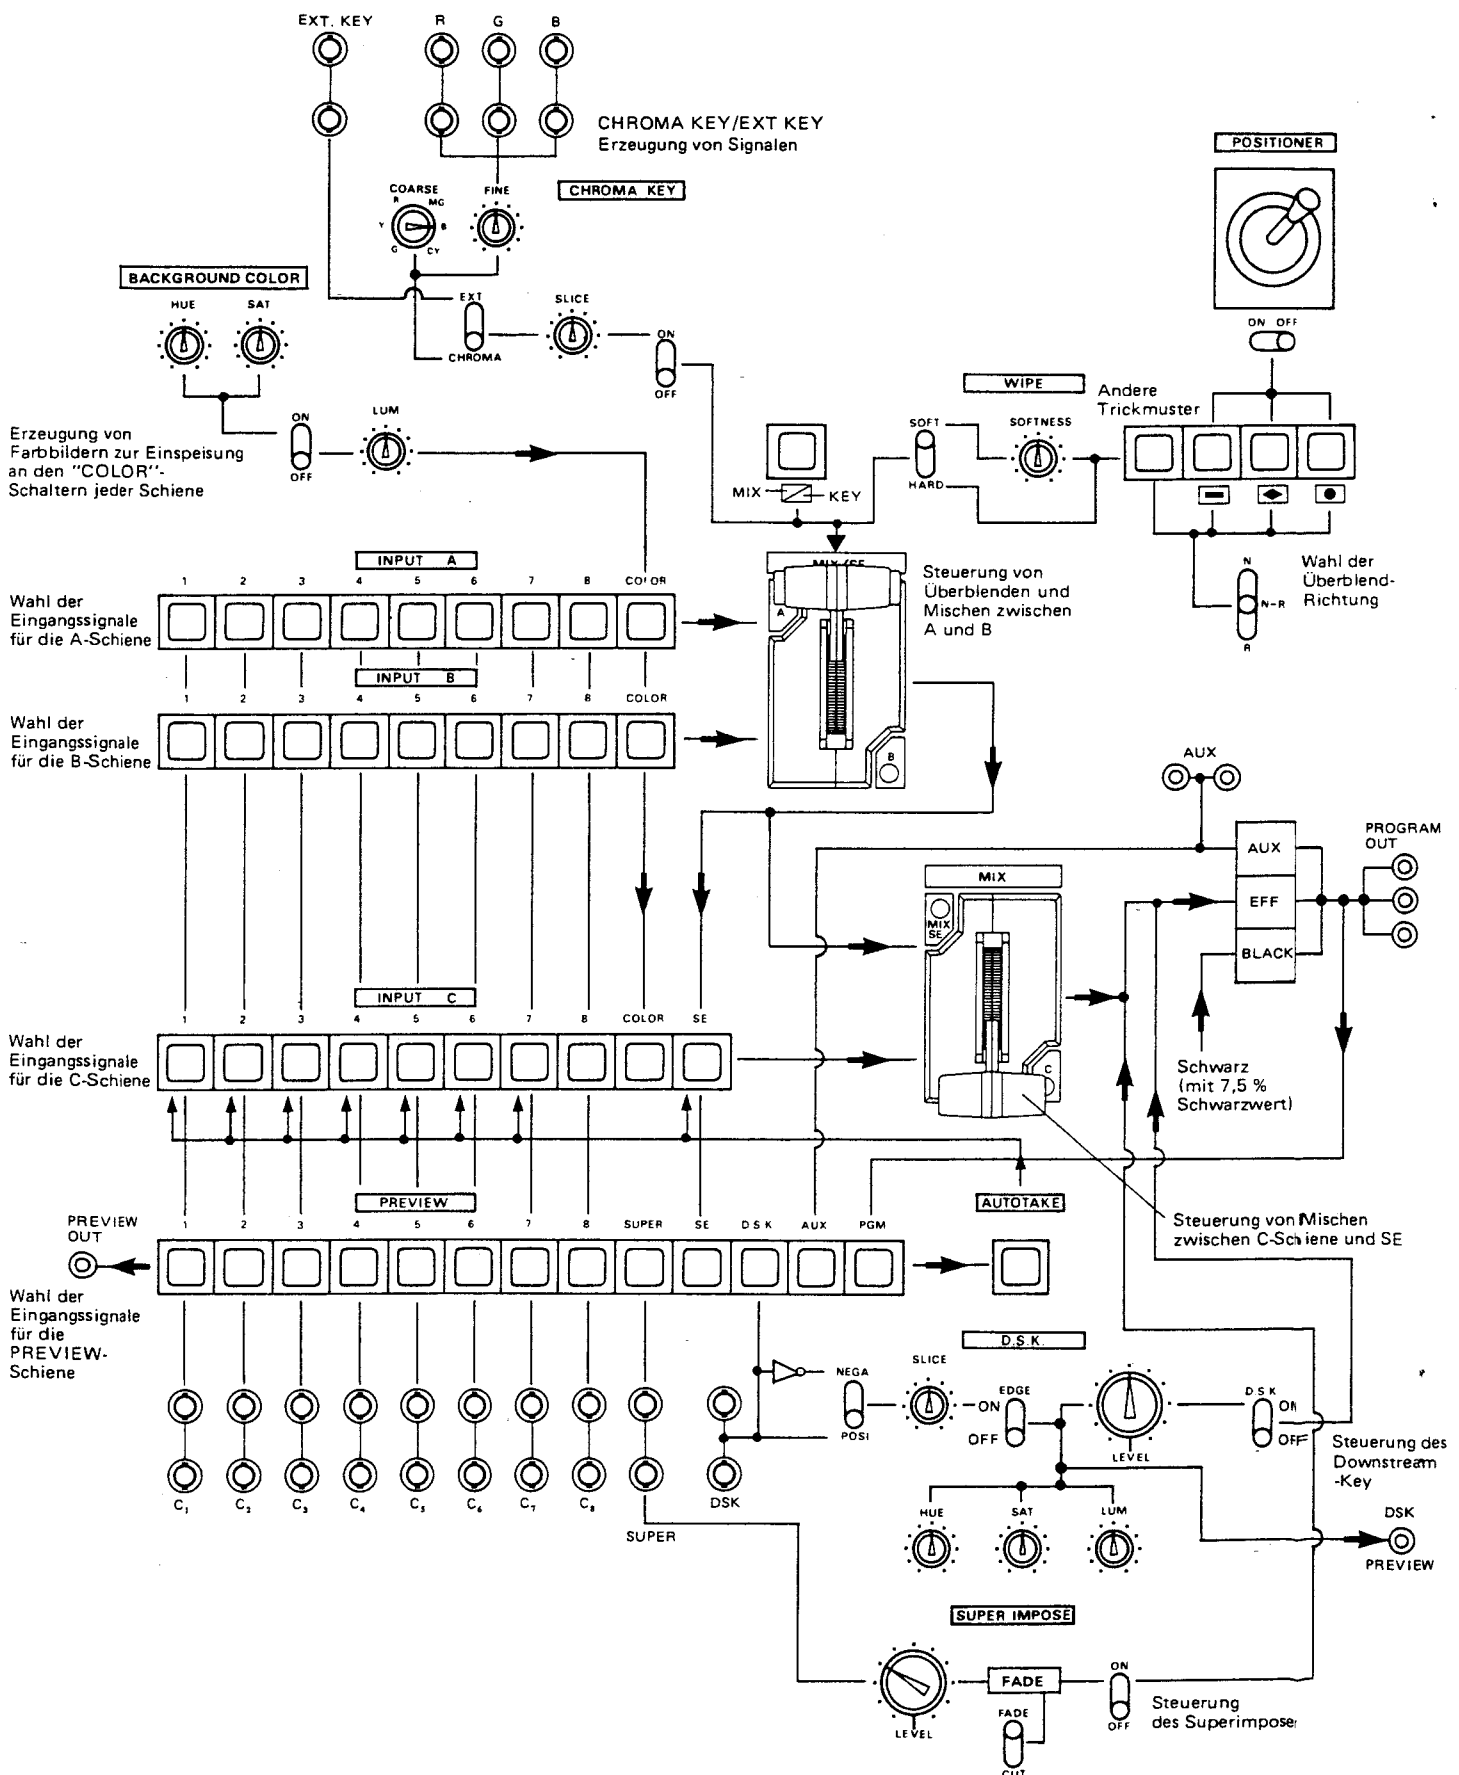 EXT. KEY
R
G
B
CHROMA KEY/EXT KEY
Erzeugung von Signalen
POSITIONER
CHROMA KEY
COARSE
R
MG
Y
B
G
CY
FINE
BACKGROUND COLOR
HUE
SAT
EXT
CHROMA
SLICE
ON
OFF
ON OFF
WIPE
Andere
Trickmuster
LUM
ON
OFF
Erzeugung von
Farbbildern zur Einspeisung
an den "COLOR"-
Schaltern jeder Schiene
SOFT
HARD
SOFTNESS
MIX
KEY
INPUT A
1 2 3 4 5 6 7 8 COLOR
MIX/SE
A
B
Steuerung von
Überblenden und
Mischen zwischen
A und B
N
N-R
R
Wahl der
Überblend-
Richtung
Wahl der
Eingangssignale
für die A-Schiene
INPUT B
1 2 3 4 5 6 7 8 COLOR
Wahl der
Eingangssignale
für die B-Schiene
AUX
AUX
EFF
BLACK
PROGRAM
OUT
MIX
MIX
SE
C
INPUT C
1 2 3 4 5 6 7 8 COLOR SE
Wahl der
Eingangssignale
für die C-Schiene
Schwarz
(mit 7,5 %
Schwarzwert)
PREVIEW
AUTOTAKE
1 2 3 4 5 6 7 8 SUPER SE D S K AUX PGM
PREVIEW
OUT
Steuerung von Mischen
zwischen C-Schiene und SE
Wahl der
Eingangssignale
für die
PREVIEW-
Schiene
D.S.K.
NEGA
POSI
SLICE
EDGE
ON
OFF
LEVEL
D.S.K
ON
OFF
Steuerung des
Downstream
-Key
C1 C2 C3 C4 C5 C6 C7 C8
SUPER
DSK
HUE
SAT
LUM
DSK
PREVIEW
SUPER IMPOSE
LEVEL
FADE
FADE
CUT
ON
OFF
Steuerung
des Superimpose